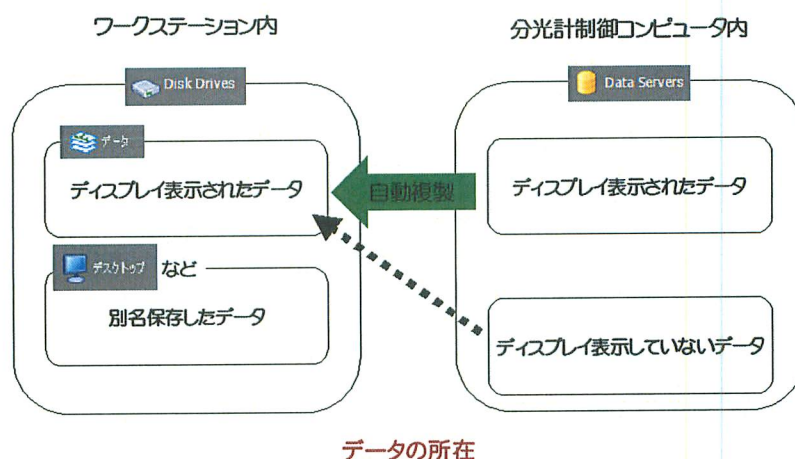 ワークステーション内
分光計制御コンピュータ内
Disk Drives
Data Servers
データ
ディスプレイ表示されたデータ
自動複製
ディスプレイ表示されたデータ
デスクトップ など
別名保存したデータ
ディスプレイ表示していないデータ
データの所在